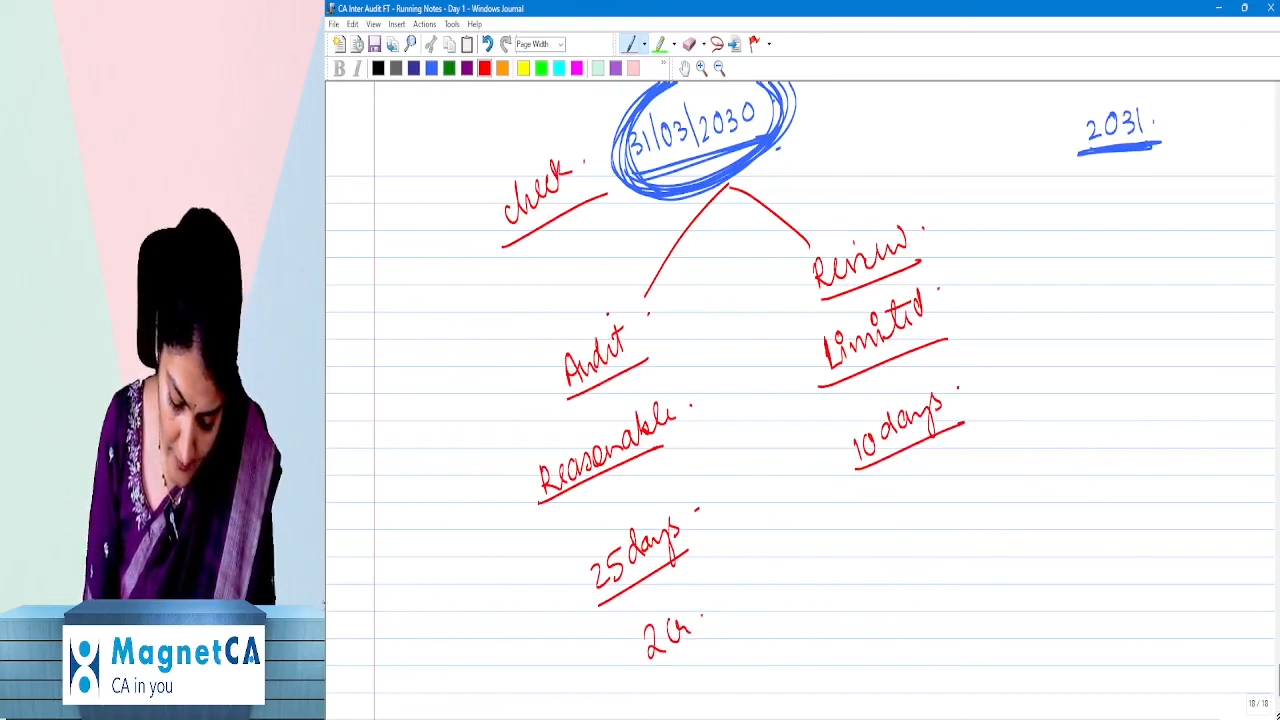 CA Inter Audit FT - Running Notes - Day 1 - Windows Journal
File Edit View Insert Actions Tools Help
Page Width
B I
31/03/2030
2031.
check.
Review.
Limited.
Audit
Reasonable.
10 days.
25 days
2 Cr.
MagnetCA
CA in you
18 / 18